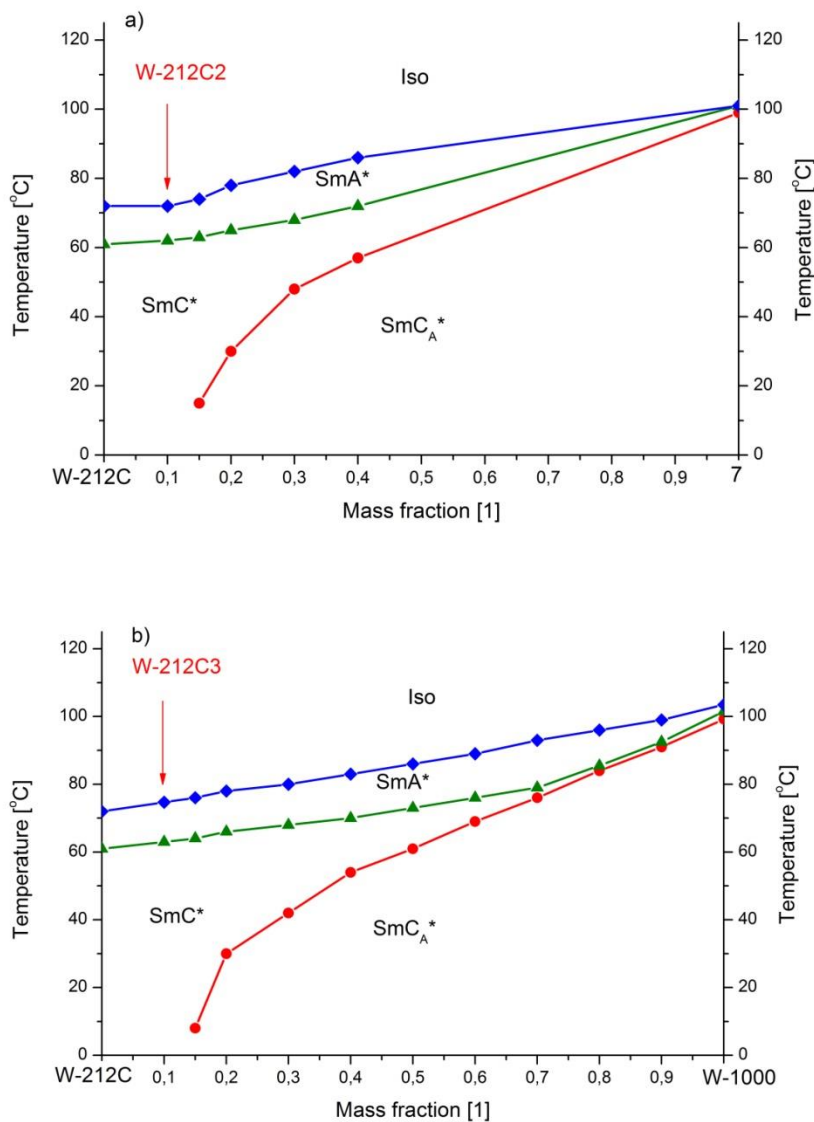 a)
120
120
W-212C2
Iso
100
100
80
SmA*
80
Temperature [°C]
60
60
Temperature [°C]
SmC*
40
SmC_A*
40
20
20
0
0
W-212C 0,1 0,2 0,3 0,4 0,5 0,6 0,7 0,8 0,9 7
Mass fraction [1]
b)
120
120
W-212C3
Iso
100
100
80
SmA*
80
Temperature [°C]
60
60
Temperature [°C]
SmC*
40
SmC_A*
40
20
20
0
0
W-212C 0,1 0,2 0,3 0,4 0,5 0,6 0,7 0,8 0,9 W-1000
Mass fraction [1]